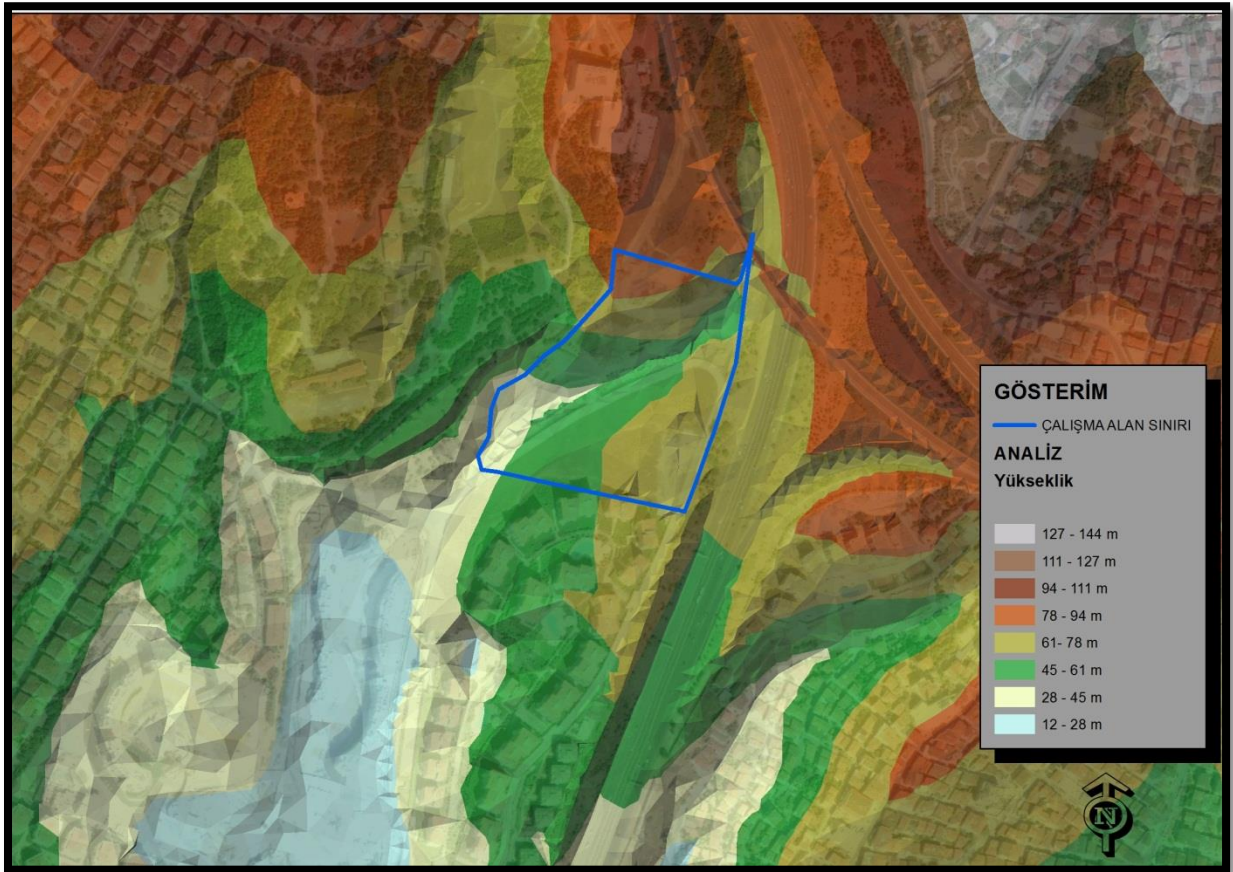 GÖSTERİM
ÇALIŞMA ALAN SINIRI
ANALİZ
Yükseklik
127 - 144 m
111 - 127 m
94 - 111 m
78 - 94 m
61- 78 m
45 - 61 m
28 - 45 m
12 - 28 m
N